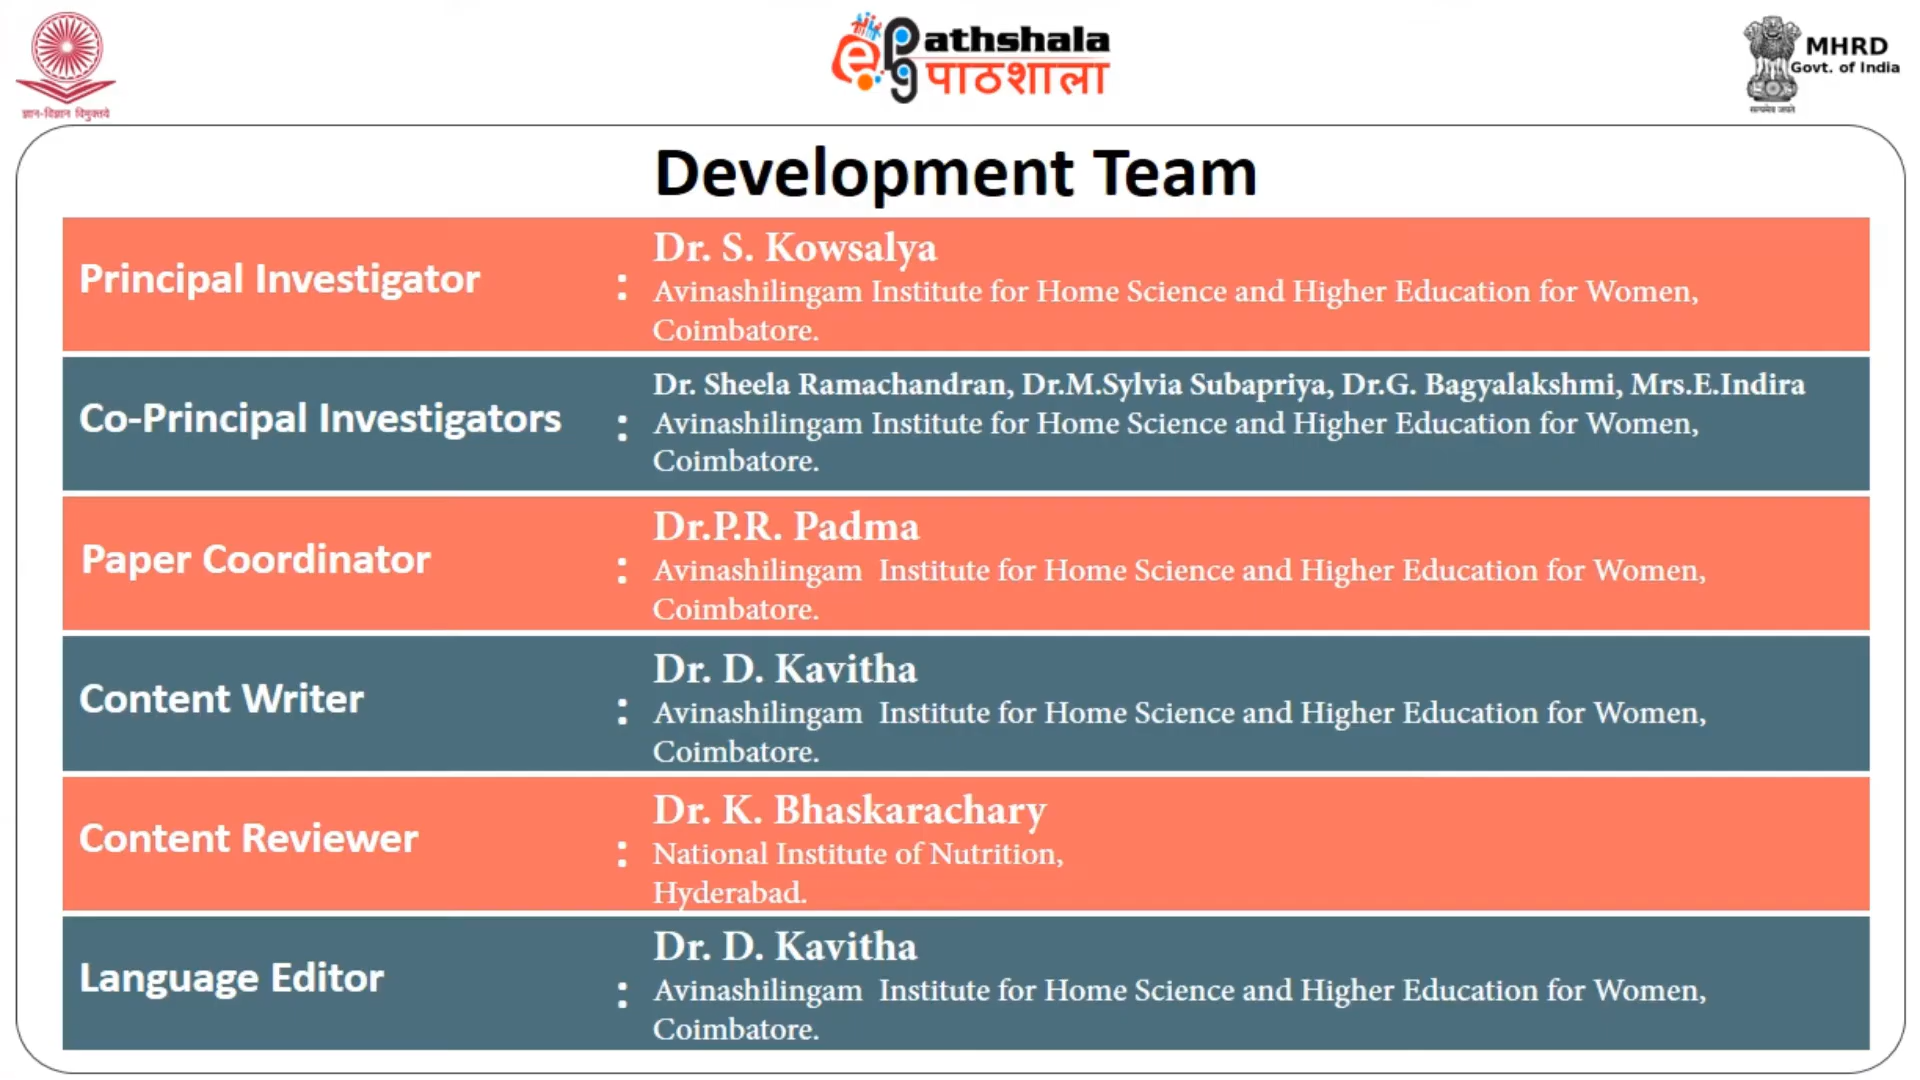 ज्ञान-विज्ञान विमुक्तये
e
Pathshala
पाठशाला
pg
MHRD
Govt. of India
सत्यमेव जयते
Development Team
Principal Investigator
:
Dr. S. Kowsalya
Avinashilingam Institute for Home Science and Higher Education for Women,
Coimbatore.
Co-Principal Investigators
:
Dr. Sheela Ramachandran, Dr.M.Sylvia Subapriya, Dr.G. Bagyalakshmi, Mrs.E.Indira
Avinashilingam Institute for Home Science and Higher Education for Women,
Coimbatore.
Paper Coordinator
:
Dr.P.R. Padma
Avinashilingam  Institute for Home Science and Higher Education for Women,
Coimbatore.
Content Writer
:
Dr. D. Kavitha
Avinashilingam  Institute for Home Science and Higher Education for Women,
Coimbatore.
Content Reviewer
:
Dr. K. Bhaskarachary
National Institute of Nutrition,
Hyderabad.
Language Editor
:
Dr. D. Kavitha
Avinashilingam  Institute for Home Science and Higher Education for Women,
Coimbatore.